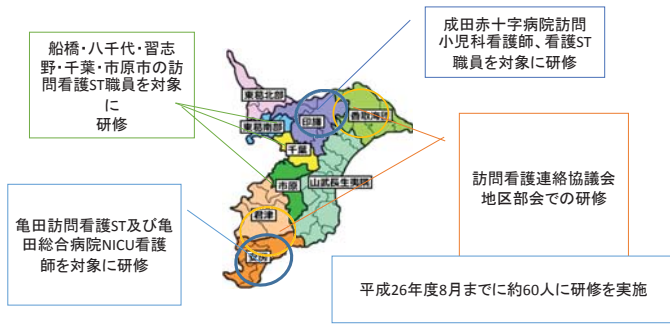 船橋・八千代・習志
野・千葉・市原市の訪
問看護ST職員を対象
に
研修
成田赤十字病院訪問
小児科看護師、看護ST
職員を対象に研修
東葛北部
東葛南部
印旛
香取海匝
千葉
市原
山武長生夷隅
君津
安房
訪問看護連絡協議会
地区部会での研修
亀田訪問看護ST及び亀
田総合病院NICU看護
師を対象に研修
平成26年度8月までに約60人に研修を実施